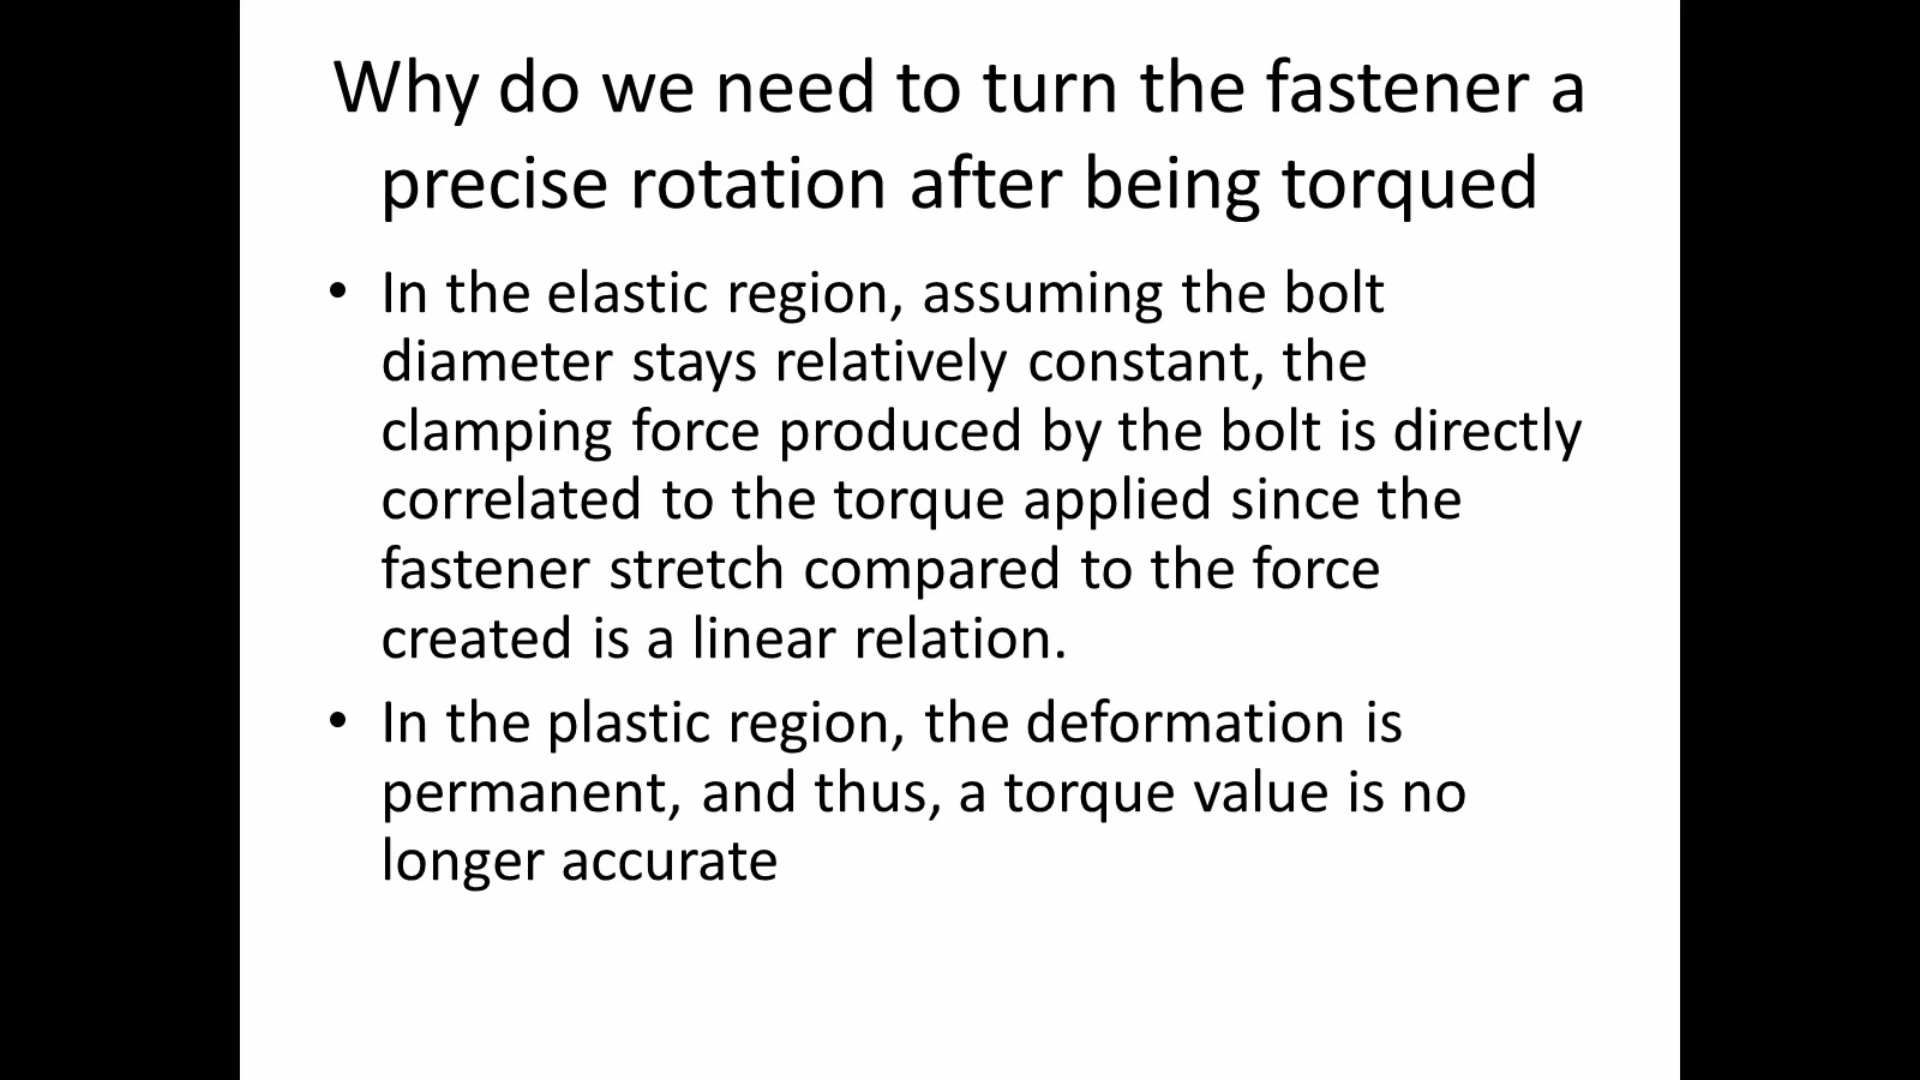 Why do we need to turn the fastener a
precise rotation after being torqued
• In the elastic region, assuming the bolt
diameter stays relatively constant, the
clamping force produced by the bolt is directly
correlated to the torque applied since the
fastener stretch compared to the force
created is a linear relation.
• In the plastic region, the deformation is
permanent, and thus, a torque value is no
longer accurate